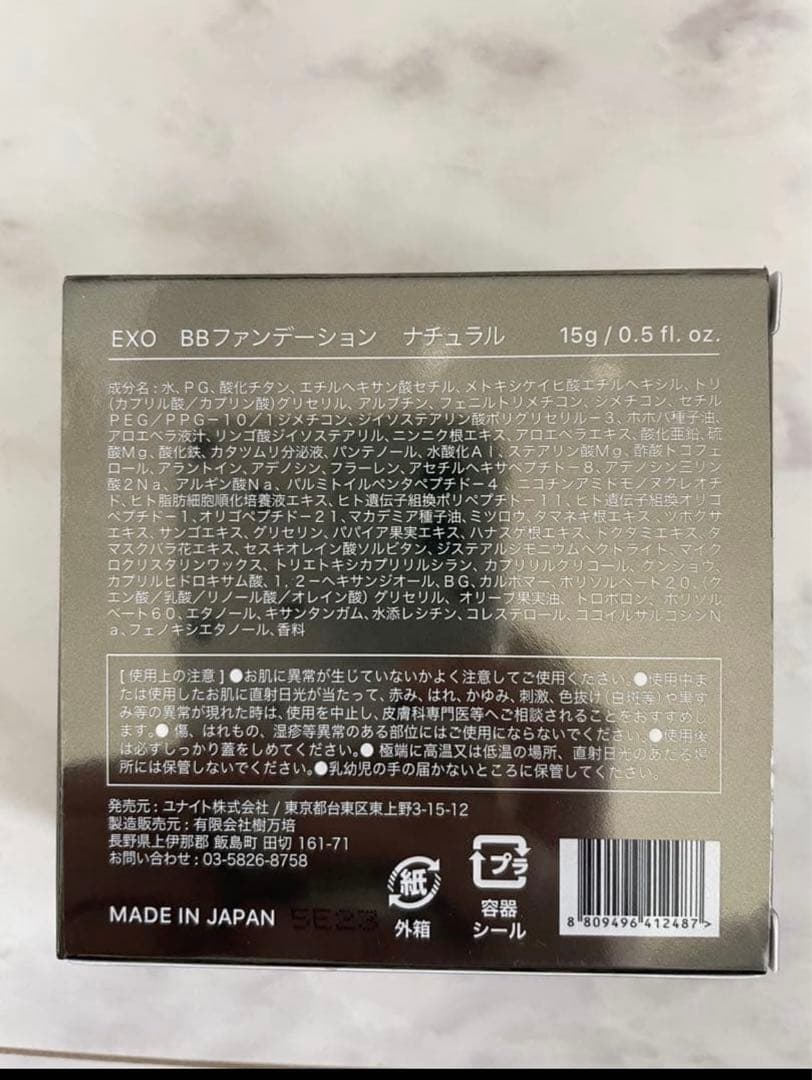 EXO BBファンデーション ナチュラル 15g / 0.5 fl. oz.
成分名:水、PG、酸化チタン、エチルヘキサン酸セチル、メトキシケイヒ酸エチルヘキシル、トリ
(カプリル酸/カプリン酸)グリセリル、アルブチン、フェニルトリメチコン、ジメチコン、セチル
PEG/PPG-10/1ジメチコン、ジイソステアリン酸ポリグリセリル-3、ホホバ種子油、
アロエベラ液汁、リンゴ酸ジイソステアリル、ニンニク根エキス、アロエベラエキス、酸化亜鉛、硫
酸Mg、酸化鉄、カタツムリ分泌液、パンテノール、水酸化Al、ステアリン酸Mg、酢酸トコフェ
ロール、アラントイン、アデノシン、フラーレン、アセチルヘキサペプチド-8、アデノシン三リン
酸2Na、アルギン酸Na、パルミトイルペンタペプチド-4、ニコチンアミドモノヌクレオチ
ド、ヒト脂肪細胞順化培養液エキス、ヒト遺伝子組換ポリペプチド-11、ヒト遺伝子組換オリゴ
ペプチド-1、オリゴペプチド-21、マカデミア種子油、ミツロウ、タマネギ根エキス、ツボクサ
エキス、サンゴエキス、グリセリン、パパイア果実エキス、ハナスゲ根エキス、ドクダミエキス、ダ
マスクバラ花エキス、セスキオレイン酸ソルビタン、ジステアルジモニウムヘクトライト、マイク
ロクリスタリンワックス、トリエトキシカプリリルシラン、カプリリルグリコール、グンジョウ、
カプリルヒドロキサム酸、1,2-ヘキサンジオール、BG、カルボマー、ポリソルベート20、(ク
エン酸/乳酸/リノール酸/オレイン酸)グリセリル、オリーブ果実油、トロポロン、ポリソル
ベート60、エタノール、キサンタンガム、水添レシチン、コレステロール、ココイルサルコシンN
a、フェノキシエタノール、香料
[使用上の注意]●お肌に異常が生じていないかよく注意してご使用ください。●使用中ま
たは使用したお肌に直射日光が当たって、赤み、はれ、かゆみ、刺激、色抜け(白斑等)や黒ず
み等の異常が現れた時は、使用を中止し、皮膚科専門医等へご相談されることをおすすめし
ます。●傷、はれもの、湿疹等異常のある部位にはご使用にならないでください。●使用後
は必ずしっかり蓋をしめてください。●極端に高温又は低温の場所、直射日光のあたる場
所には保管しないでください。●乳幼児の手の届かないところに保管してください。
発売元:ユナイト株式会社/東京都台東区東上野3-15-12
製造販売元:有限会社樹万培
長野県上伊那郡 飯島町 田切 161-71
お問い合わせ:03-5826-8758
MADE IN JAPAN 5E23
紙
外箱
プラ
容器
シール
8 809496 412487 >